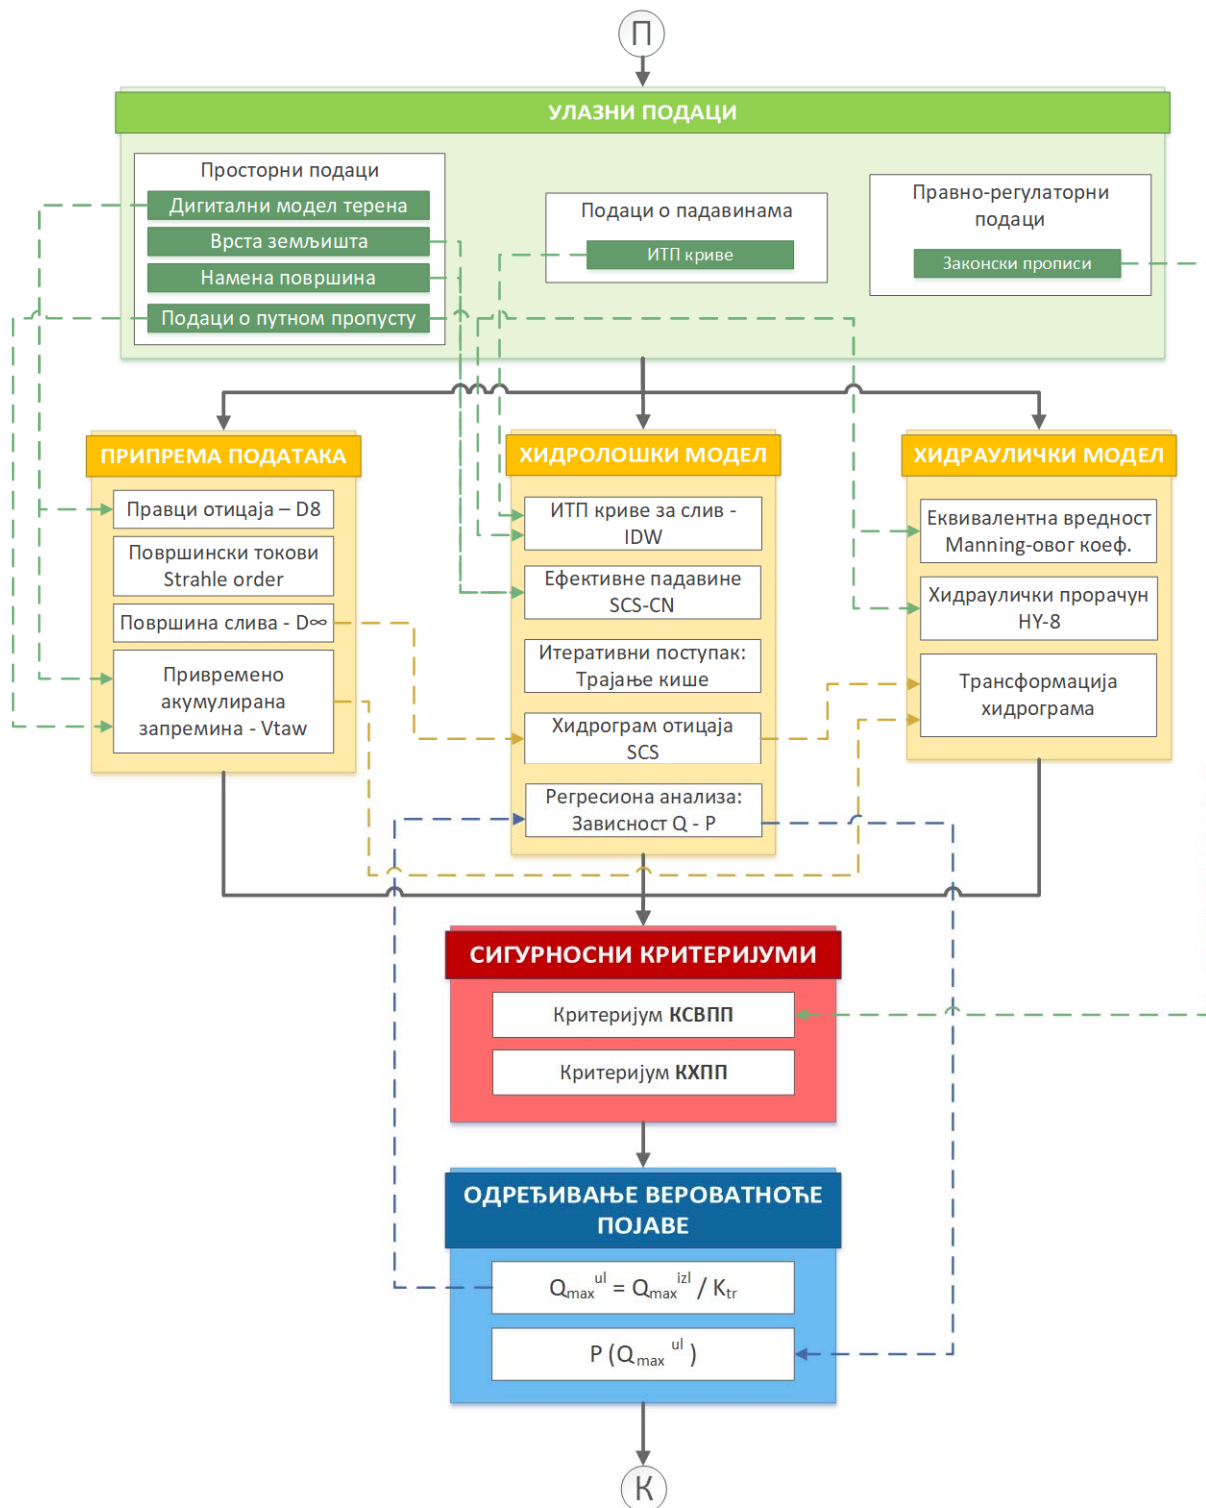 П
УЛАЗНИ ПОДАЦИ
Просторни подаци
Дигитални модел терена
Врста земљишта
Намена површина
Подаци о путном пропусту
Подаци о падавинама
ИТП криве
Правно-регулаторни
подаци
Законски прописи
ПРИПРЕМА ПОДАТАКА
Правци отицаја – D8
Површински токови
Strahle order
Површина слива - D∞
Привремено
акумулирана
запремина - Vtaw
ХИДРОЛОШКИ МОДЕЛ
ИТП криве за слив -
IDW
Ефективне падавине
SCS-CN
Итеративни поступак:
Трајање кише
Хидрограм отицаја
SCS
Регресиона анализа:
Зависност Q - P
ХИДРАУЛИЧКИ МОДЕЛ
Еквивалентна вредност
Manning-овог коеф.
Хидраулички прорачун
HY-8
Трансформација
хидрограма
СИГУРНОСНИ КРИТЕРИЈУМИ
Критеријум КСВПП
Критеријум КХПП
ОДРЕЂИВАЊЕ ВЕРОВАТНОЋЕ
ПОЈАВЕ
Qmax ul = Qmax izl / Ktr
P (Qmax ul )
К